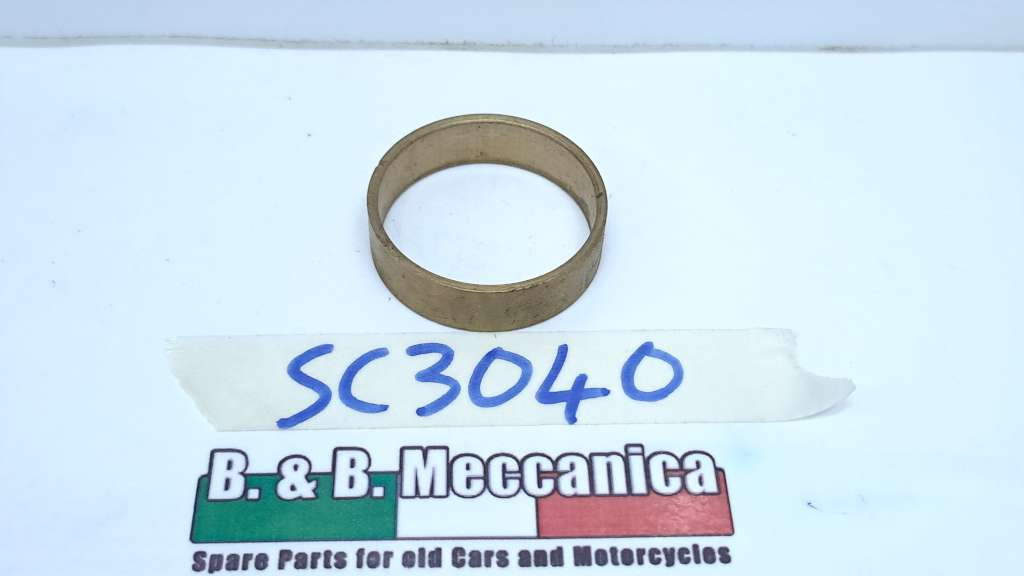 SC3040
B. & B. Meccanica
Spare Parts for old Cars and Motorcycles